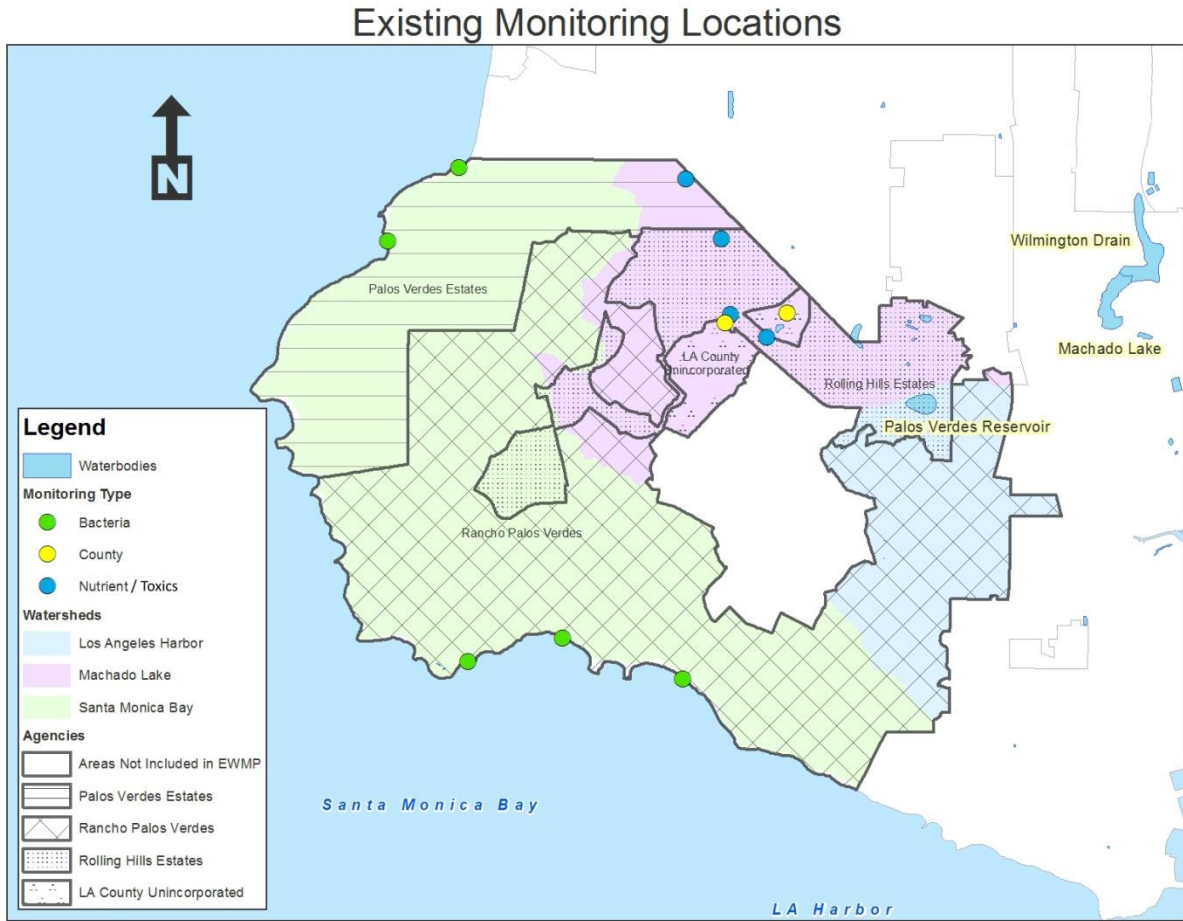 Existing Monitoring Locations
N
Wilmington Drain
Palos Verdes Estates
Machado Lake
LA County
Unincorporated
Rolling Hills Estates
Palos Verdes Reservoir
Rancho Palos Verdes
Legend
Waterbodies
Monitoring Type
Bacteria
County
Nutrient / Toxics
Watersheds
Los Angeles Harbor
Machado Lake
Santa Monica Bay
Agencies
Areas Not Included in EWMP
Palos Verdes Estates
Rancho Palos Verdes
Rolling Hills Estates
LA County Unincorporated
Santa Monica Bay
LA Harbor